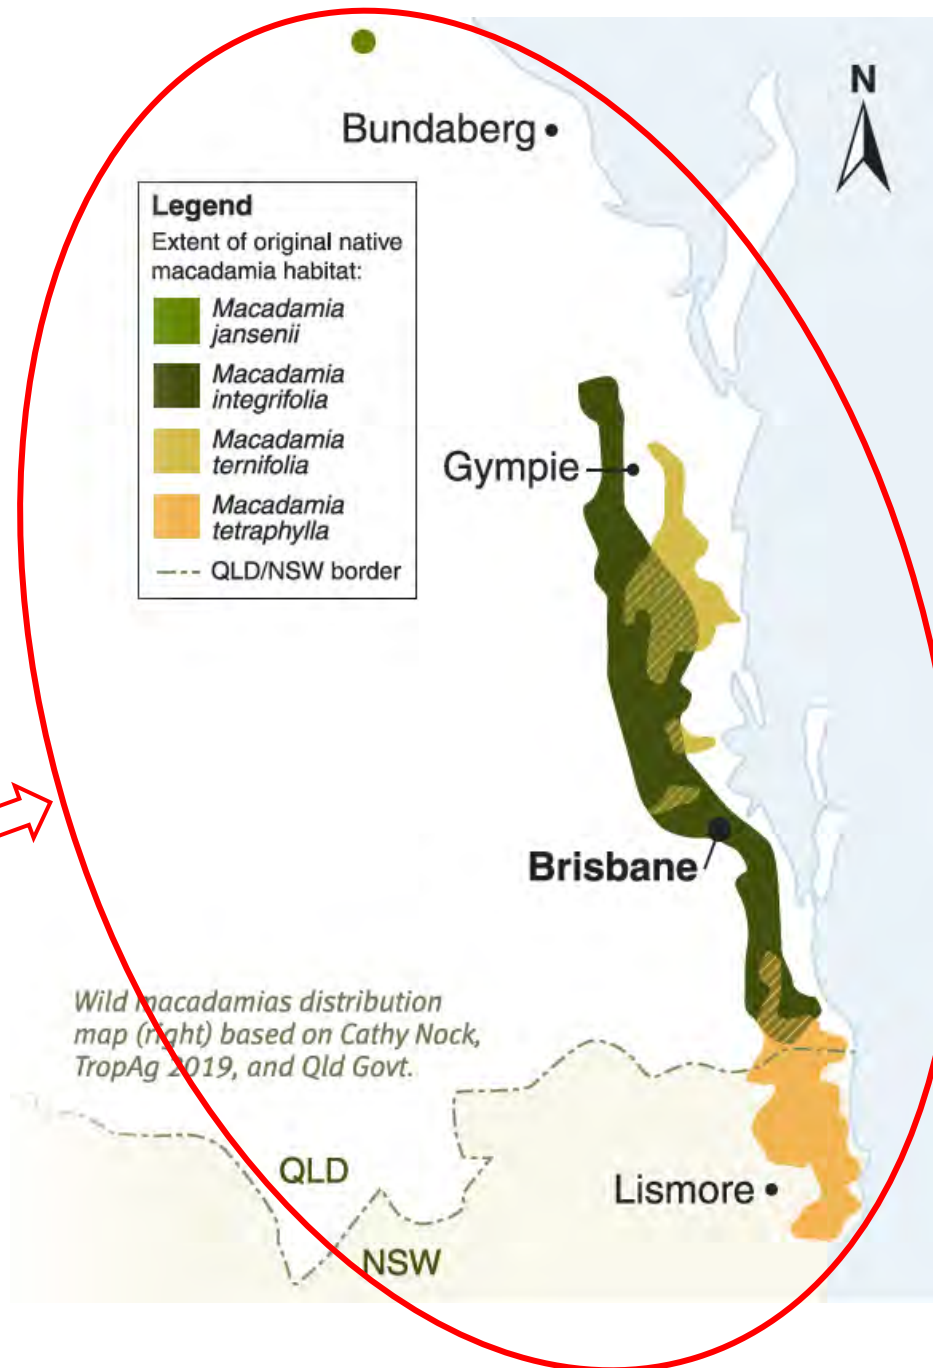 N
Bundaberg
Legend
Extent of original native
macadamia habitat:
Macadamia
jansenii
Macadamia
integrifolia
Macadamia
ternifolia
Macadamia
tetraphylla
QLD/NSW border
Gympie
Brisbane
Wild macadamias distribution
map (right) based on Cathy Nock,
TropAg 2019, and Qld Govt.
QLD
Lismore
NSW